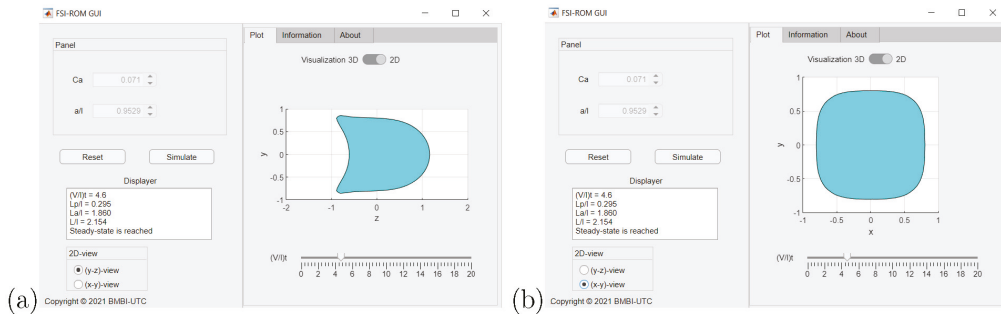 FSI-ROM GUI
Panel
Ca 0.071
a/l 0.9529
Reset Simulate
Displayer
(V/l)t = 4.6
Lp/l = 0.295
La/l = 1.860
L/l = 2.154
Steady-state is reached
2D-view
(y-z)-view
(x-y)-view
Copyright © 2021 BMBI-UTC
Plot Information About
Visualization 3D 2D
1
0.5
0
-0.5
-1
y
-2 -1 0 1 2
z
(V/l)t
0 2 4 6 8 10 12 14 16 18 20
(a)
FSI-ROM GUI
Panel
Ca 0.071
a/l 0.9529
Reset Simulate
Displayer
(V/l)t = 4.6
Lp/l = 0.295
La/l = 1.860
L/l = 2.154
Steady-state is reached
2D-view
(y-z)-view
(x-y)-view
Copyright © 2021 BMBI-UTC
Plot Information About
Visualization 3D 2D
1
0.5
0
-0.5
-1
y
-1 -0.5 0 0.5 1
x
(V/l)t
0 2 4 6 8 10 12 14 16 18 20
(b)